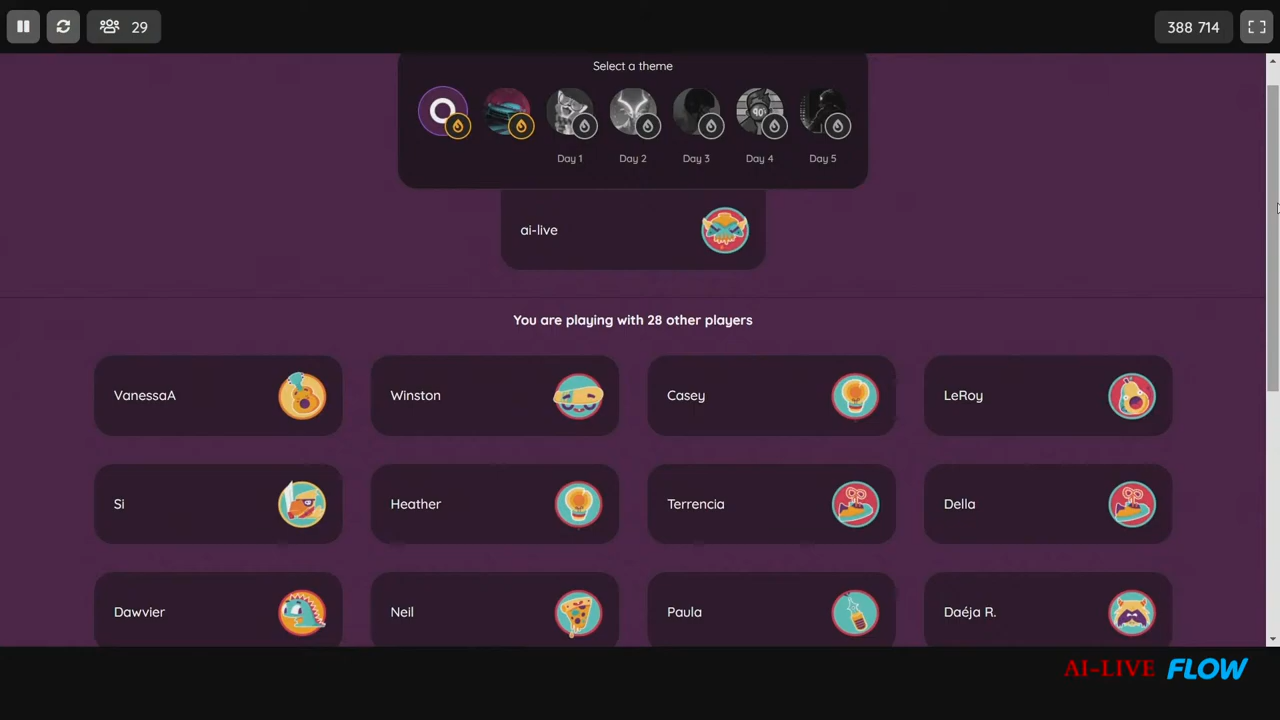 29
388 714
Select a theme
Day 1
Day 2
Day 3
Day 4
Day 5
ai-live
You are playing with 28 other players
VanessaA
Winston
Casey
LeRoy
Si
Heather
Terrencia
Della
Dawvier
Neil
Paula
Daéja R.
AI-LIVE FLOW